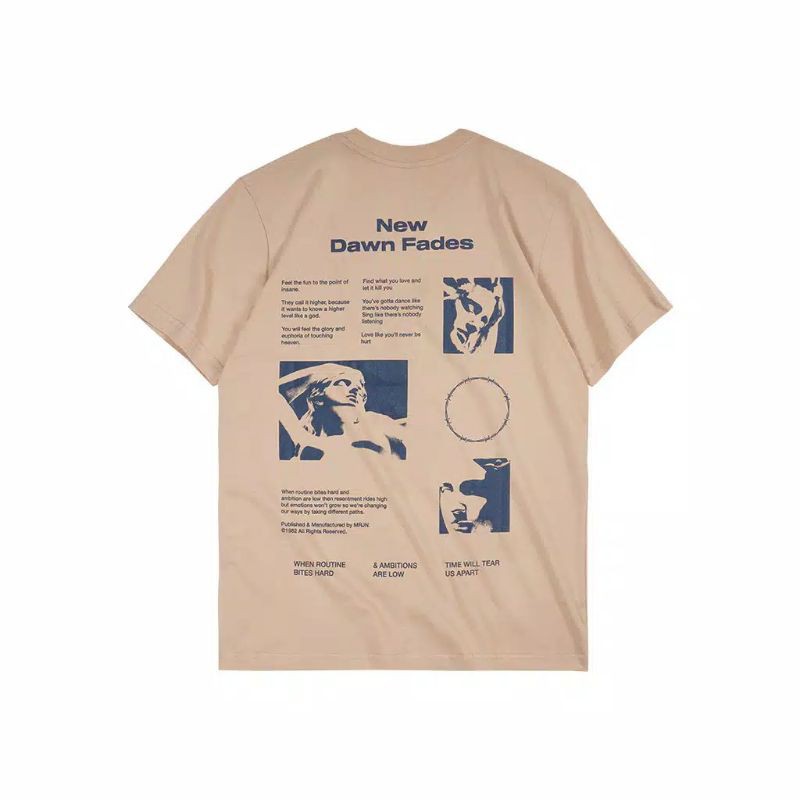 New
Dawn Fades
Feel the fun to the point of
insane.
They call it higher, because
it wants to know a higher
level like a god.
You will feel the glory and
euphoria of touching
heaven.
Find what you love and
let it kill you
You've gotta dance like
there's nobody watching
Sing like there's nobody
listening
Love like you'll never be
hurt
When routine bites hard and
ambition are low then resentment rides high
but emotions won't grow so we're changing
our ways by taking different paths.
Published & Manufactured by MRJN.
©1982 All Rights Reserved.
WHEN ROUTINE
BITES HARD
& AMBITIONS
ARE LOW
TIME WILL TEAR
US APART